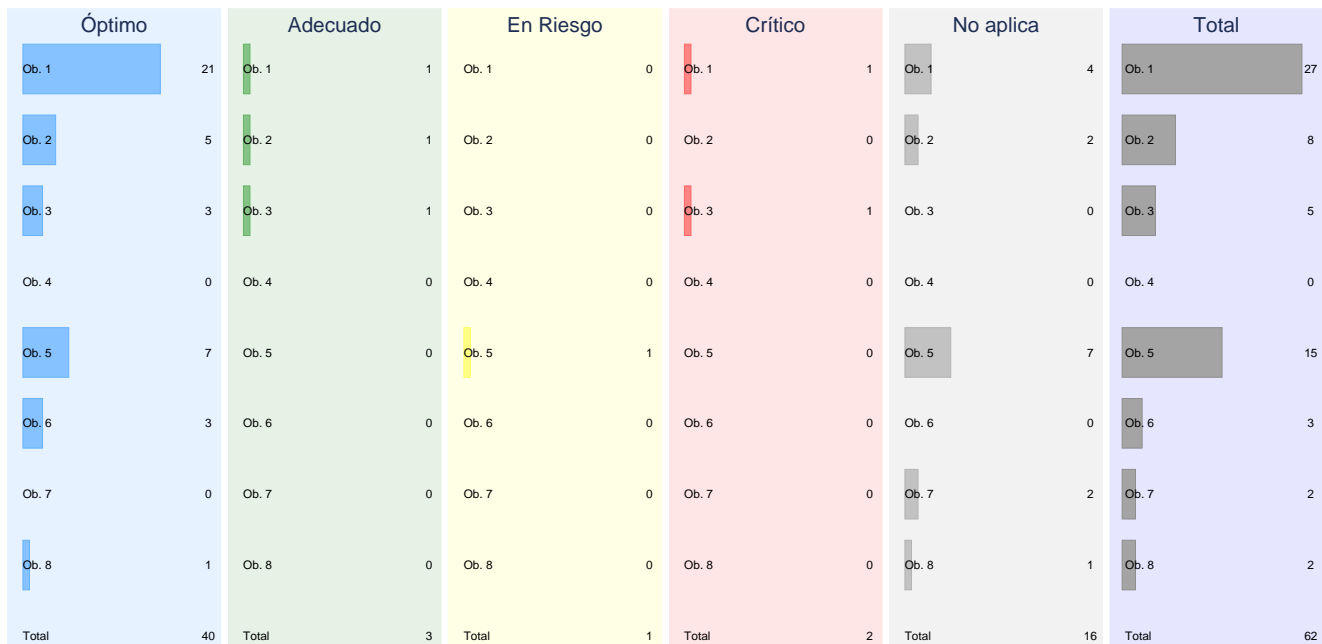 Óptimo Adecuado En Riesgo Crítico No aplica Total
Ob. 1 21 Ob. 1 1 Ob. 1 0 Ob. 1 1 Ob. 1 4 Ob. 1 27
Ob. 2 5 Ob. 2 1 Ob. 2 0 Ob. 2 0 Ob. 2 2 Ob. 2 8
Ob. 3 3 Ob. 3 1 Ob. 3 0 Ob. 3 1 Ob. 3 0 Ob. 3 5
Ob. 4 0 Ob. 4 0 Ob. 4 0 Ob. 4 0 Ob. 4 0 Ob. 4 0
Ob. 5 7 Ob. 5 0 Ob. 5 1 Ob. 5 0 Ob. 5 7 Ob. 5 15
Ob. 6 3 Ob. 6 0 Ob. 6 0 Ob. 6 0 Ob. 6 0 Ob. 6 3
Ob. 7 0 Ob. 7 0 Ob. 7 0 Ob. 7 0 Ob. 7 2 Ob. 7 2
Ob. 8 1 Ob. 8 0 Ob. 8 0 Ob. 8 0 Ob. 8 1 Ob. 8 2
Total 40 Total 3 Total 1 Total 2 Total 16 Total 62